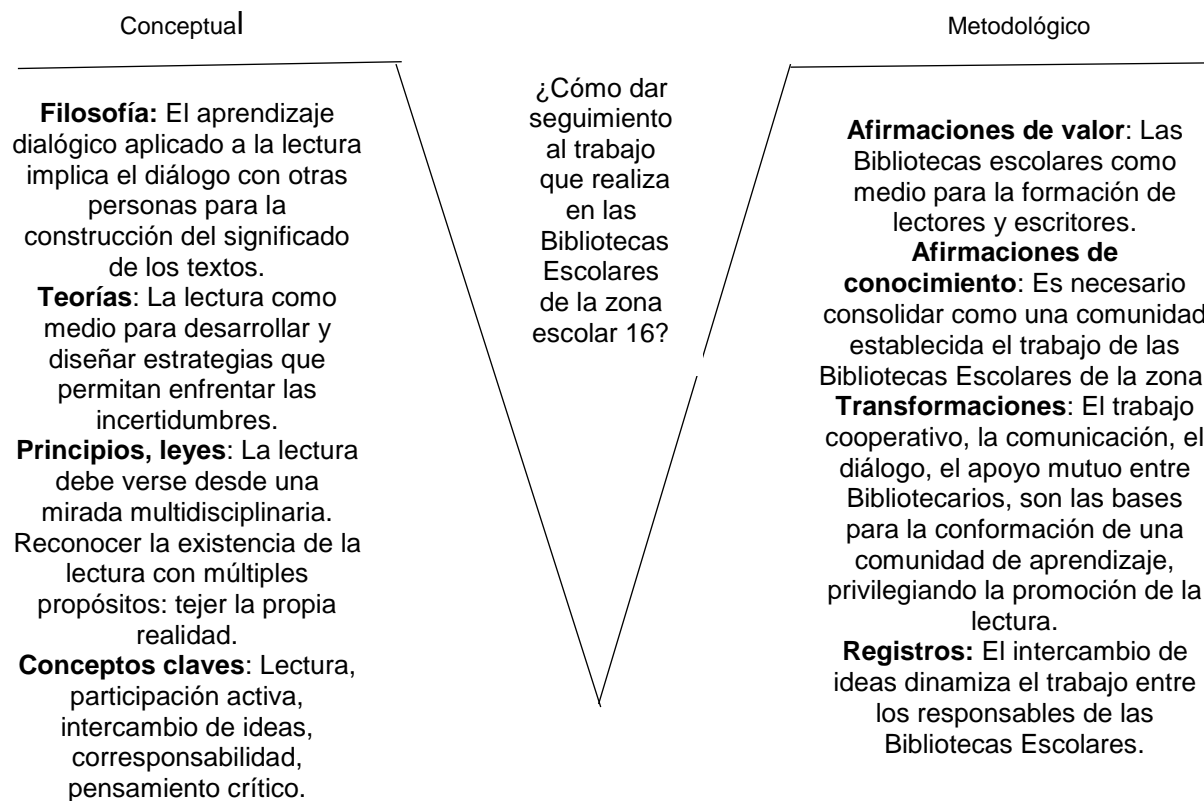 Conceptual
Filosofía: El aprendizaje
dialógico aplicado a la lectura
implica el diálogo con otras
personas para la
construcción del significado
de los textos.
Teorías: La lectura como
medio para desarrollar y
diseñar estrategias que
permitan enfrentar las
incertidumbres.
Principios, leyes: La lectura
debe verse desde una
mirada multidisciplinaria.
Reconocer la existencia de la
lectura con múltiples
propósitos: tejer la propia
realidad.
Conceptos claves: Lectura,
participación activa,
intercambio de ideas,
corresponsabilidad,
pensamiento crítico.
¿Cómo dar
seguimiento
al trabajo
que realiza
en las
Bibliotecas
Escolares
de la zona
escolar 16?
Metodológico
Afirmaciones de valor: Las
Bibliotecas escolares como
medio para la formación de
lectores y escritores.
Afirmaciones de
conocimiento: Es necesario
consolidar como una comunidad
establecida el trabajo de las
Bibliotecas Escolares de la zona
Transformaciones: El trabajo
cooperativo, la comunicación, el
diálogo, el apoyo mutuo entre
Bibliotecarios, son las bases
para la conformación de una
comunidad de aprendizaje,
privilegiando la promoción de la
lectura.
Registros: El intercambio de
ideas dinamiza el trabajo entre
los responsables de las
Bibliotecas Escolares.